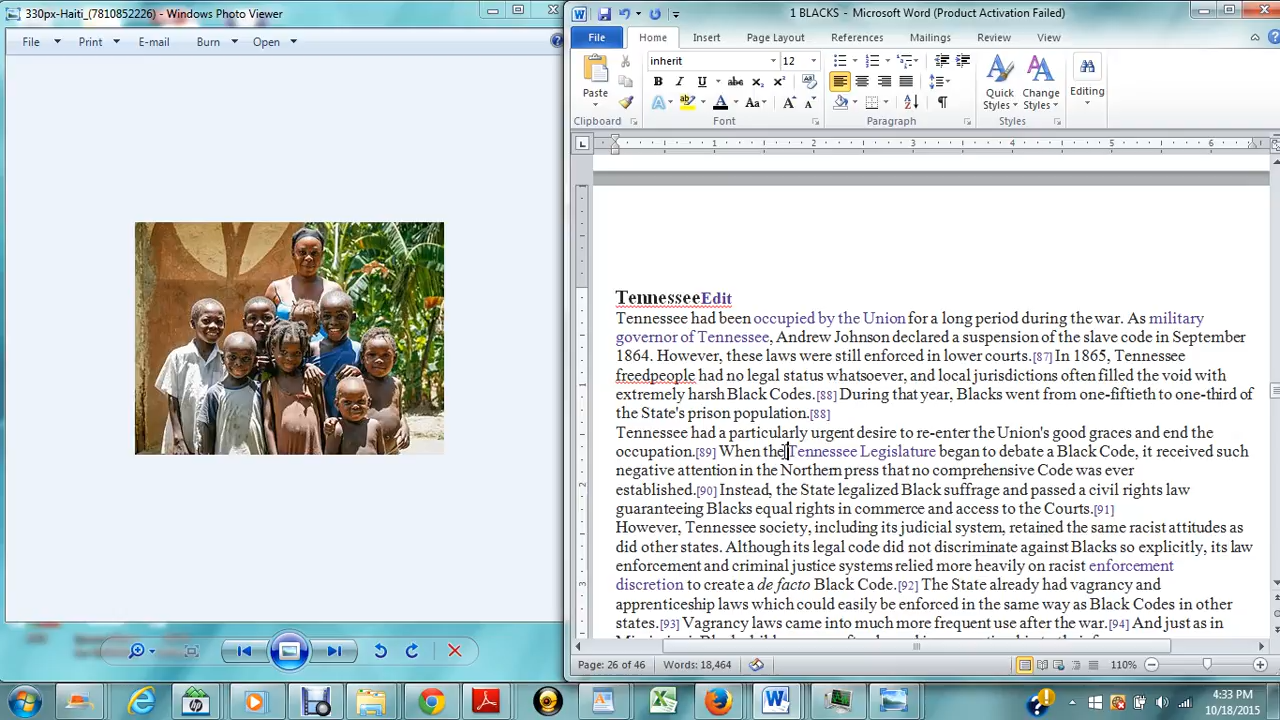 330px-Haiti_(7810852226) - Windows Photo Viewer
File Print E-mail Burn Open
1 BLACKS - Microsoft Word (Product Activation Failed)
File Home Insert Page Layout References Mailings Review View
inherit 12
Paste
Quick Styles
Change Styles
Editing
Clipboard Font Paragraph Styles
1 2 3 4 5 6
TennesseeEdit
Tennessee had been occupied by the Union for a long period during the war. As military
governor of Tennessee, Andrew Johnson declared a suspension of the slave code in September
1864. However, these laws were still enforced in lower courts.[87] In 1865, Tennessee
freedpeople had no legal status whatsoever, and local jurisdictions often filled the void with
extremely harsh Black Codes.[88] During that year, Blacks went from one-fiftieth to one-third of
the State's prison population.[88]
Tennessee had a particularly urgent desire to re-enter the Union's good graces and end the
occupation.[89] When the Tennessee Legislature began to debate a Black Code, it received such
negative attention in the Northern press that no comprehensive Code was ever
established.[90] Instead, the State legalized Black suffrage and passed a civil rights law
guaranteeing Blacks equal rights in commerce and access to the Courts.[91]
However, Tennessee society, including its judicial system, retained the same racist attitudes as
did other states. Although its legal code did not discriminate against Blacks so explicitly, its law
enforcement and criminal justice systems relied more heavily on racist enforcement
discretion to create a de facto Black Code.[92] The State already had vagrancy and
apprenticeship laws which could easily be enforced in the same way as Black Codes in other
states.[93] Vagrancy laws came into much more frequent use after the war.[94] And just as in
Page: 26 of 46 Words: 18,464 110%
4:33 PM
10/18/2015